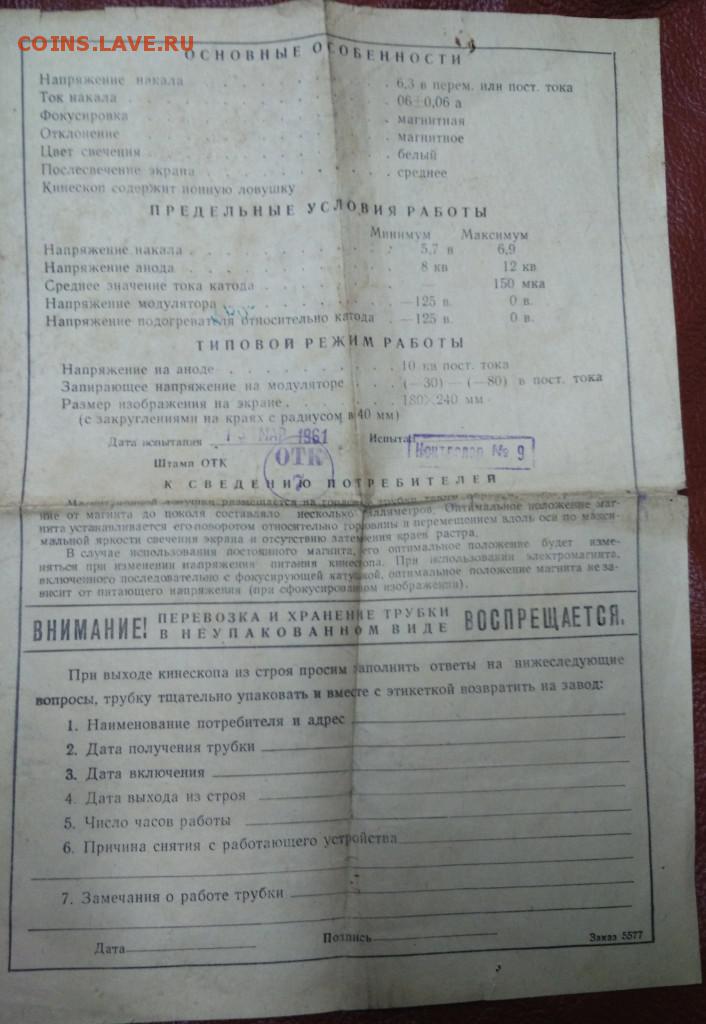 COINS.LAVE.RU
ОСНОВНЫЕ ОСОБЕННОСТИ
Напряжение накала . . . . . . . . 6,3 в перем. или пост. тока
Ток накала . . . . . . . . 06±0,06 а
Фокусировка . . . . . . . . магнитная
Отклонение . . . . . . . . магнитное
Цвет свечения . . . . . . . . белый
Послесвечение экрана . . . . . . . . среднее
Кинескоп содержит ионную ловушку
ПРЕДЕЛЬНЫЕ УСЛОВИЯ РАБОТЫ
Минимум Максимум
Напряжение накала . . . . . . . . 5,7 в 6,9
Напряжение анода . . . . . . . . 8 кв 12 кв
Среднее значение тока катода . . . . . — 150 мка
Напряжение модулятора . . . . . . —125 в. 0 в.
Напряжение подогревателя относительно катода . —125 в. 0 в.
ТИПОВОЙ РЕЖИМ РАБОТЫ
Напряжение на аноде . . . . . . . 10 кв пост. тока
Запирающее напряжение на модуляторе . . . (—30) — (—80) в пост. тока
Размер изображения на экране . . . . 180×240 мм
(с закруглениями на краях с радиусом в 40 мм)
Дата испытания МАР 1961 Испытал Контролер № 9
Штамп ОТК ОТК 7
К СВЕДЕНИЮ ПОТРЕБИТЕЛЕЙ
размещается на
ние от магнита до цоколя составляло несколько миллиметров. Оптимальное положение маг-
нита устанавливается его поворотом относительно горловины и перемещением вдоль оси по макси-
мальной яркости свечения экрана и отсутствию затемнения краев растра.
В случае использования постоянного магнита, его оптимальное положение будет изме-
няться при изменении напряжения питания кинескопа. При использовании электромагнита,
включенного последовательно с фокусирующей катушкой, оптимальное положение магнита не за-
висит от питающего напряжения (при сфокусированном изображении).
ВНИМАНИЕ! ПЕРЕВОЗКА И ХРАНЕНИЕ ТРУБКИ
В НЕУПАКОВАННОМ ВИДЕ ВОСПРЕЩАЕТСЯ.
При выходе кинескопа из строя просим заполнить ответы на нижеследующие
вопросы, трубку тщательно упаковать и вместе с этикеткой возвратить на завод:
1. Наименование потребителя и адрес
2. Дата получения трубки
3. Дата включения
4. Дата выхода из строя
5. Число часов работы
6. Причина снятия с работающего устройства
7. Замечания о работе трубки
Дата Подпись Заказ 5577